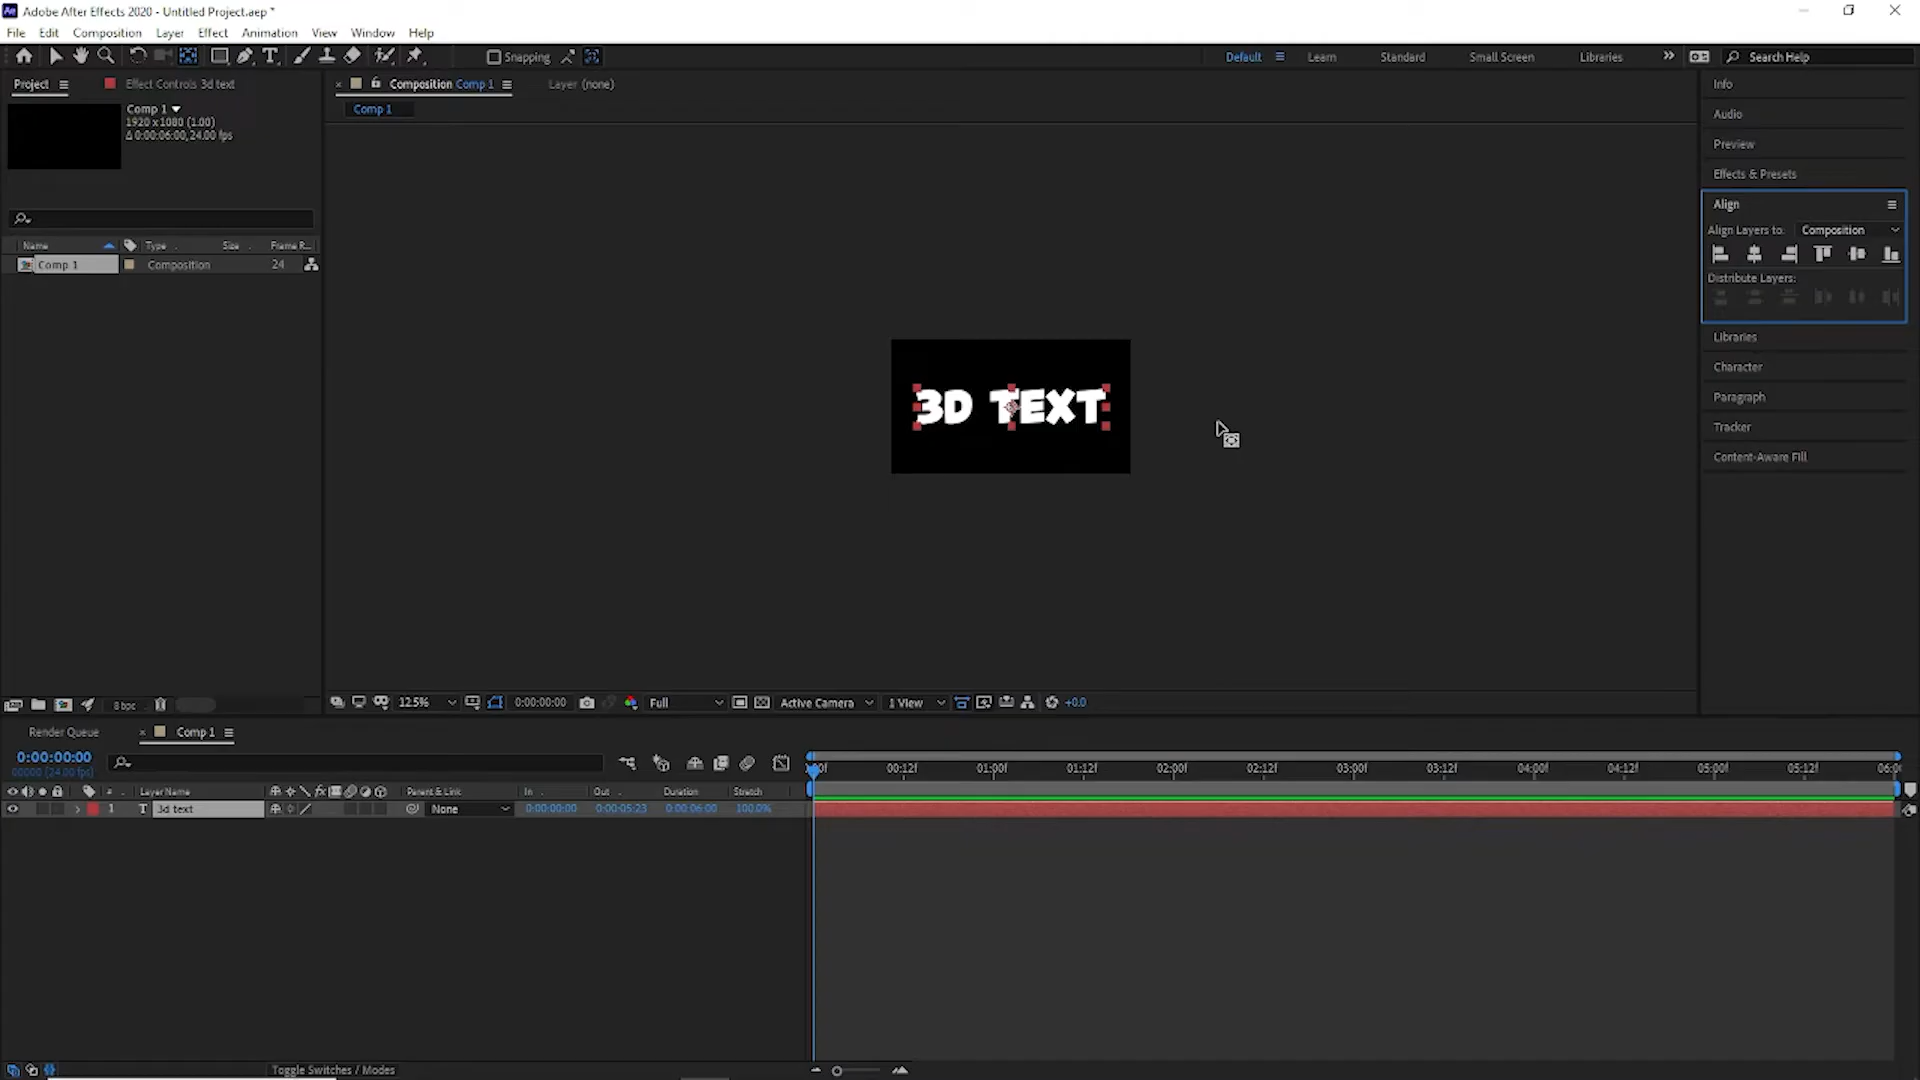 Adobe After Effects 2020 - Untitled Project.aep *
File Edit Composition Layer Effect Animation View Window Help
Snapping
Default Learn Standard Small Screen Libraries Search Help
Project Effect Controls 3d text
Composition Comp 1 Layer (none)
Comp 1
Comp 1
1920 x 1080 (1.00)
Δ 0:00:06:00, 24.00 fps
Name Type Size Frame R...
Comp 1 Composition 24
3D TEXT
Info
Audio
Preview
Effects & Presets
Align
Align Layers to: Composition
Distribute Layers:
Libraries
Character
Paragraph
Tracker
Content-Aware Fill
8 bpc
12.5% 0:00:00:00 Full Active Camera 1 View +0.0
Render Queue Comp 1
0:00:00:00
00000 (24.00 fps)
00:12f 01:00f 01:12f 02:00f 02:12f 03:00f 03:12f 04:00f 04:12f 05:00f 05:12f
# Layer Name Parent & Link In Out Duration Stretch
1 T 3d text None 0:00:00:00 0:00:05:23 0:00:06:00 100.0%
Toggle Switches / Modes